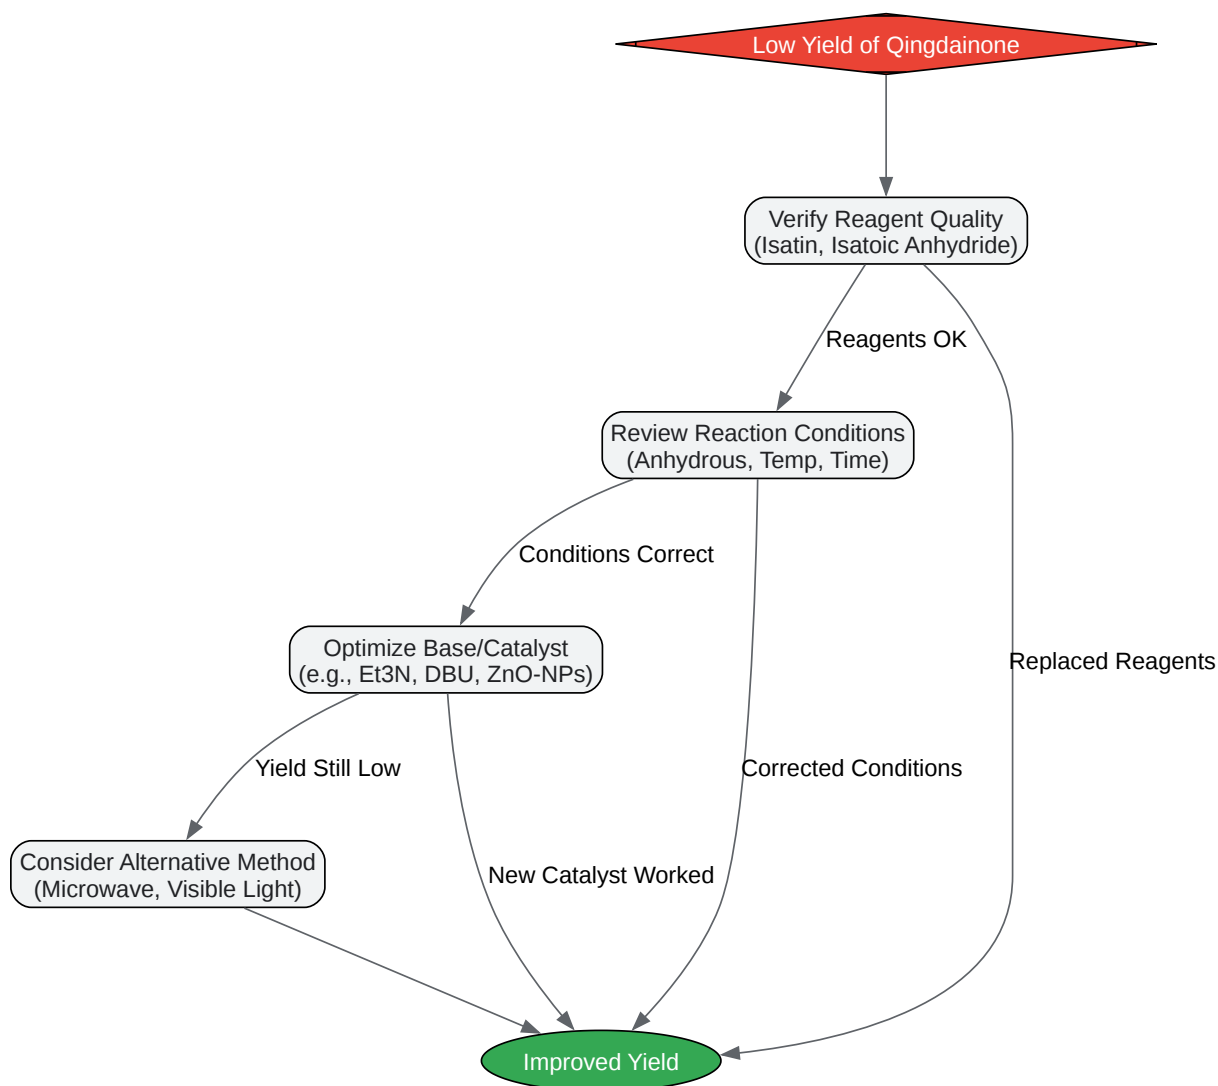 Low Yield of Qingdainone
Verify Reagent Quality
(Isatin, Isatoic Anhydride)
Reagents OK
Review Reaction Conditions
(Anhydrous, Temp, Time)
Conditions Correct
Optimize Base/Catalyst
(e.g., Et3N, DBU, ZnO-NPs)
Replaced Reagents
Yield Still Low
Corrected Conditions
Consider Alternative Method
(Microwave, Visible Light)
New Catalyst Worked
Improved Yield